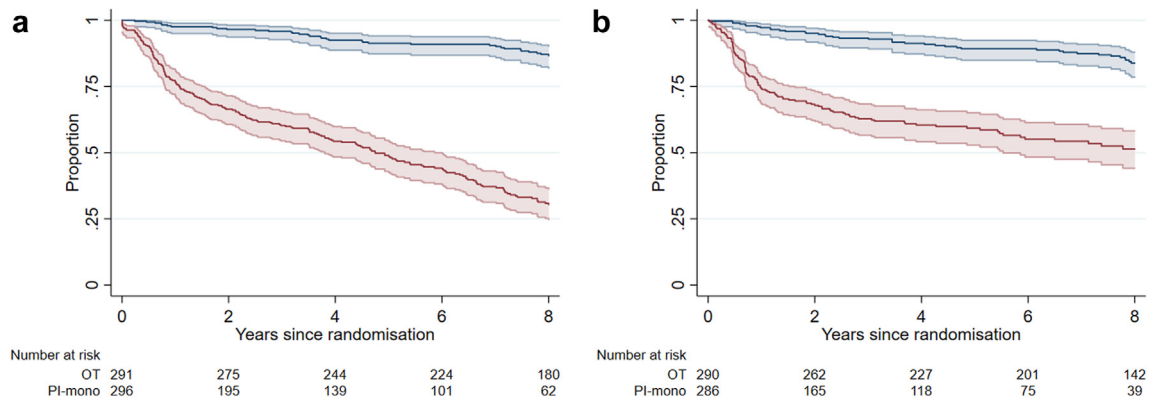 a
1
.75
.5
.25
0
Proportion
0 2 4 6 8
Years since randomisation
Number at risk
OT 291 275 244 224 180
PI-mono 296 195 139 101 62
b
1
.75
.5
.25
0
Proportion
0 2 4 6 8
Years since randomisation
Number at risk
OT 290 262 227 201 142
PI-mono 286 165 118 75 39